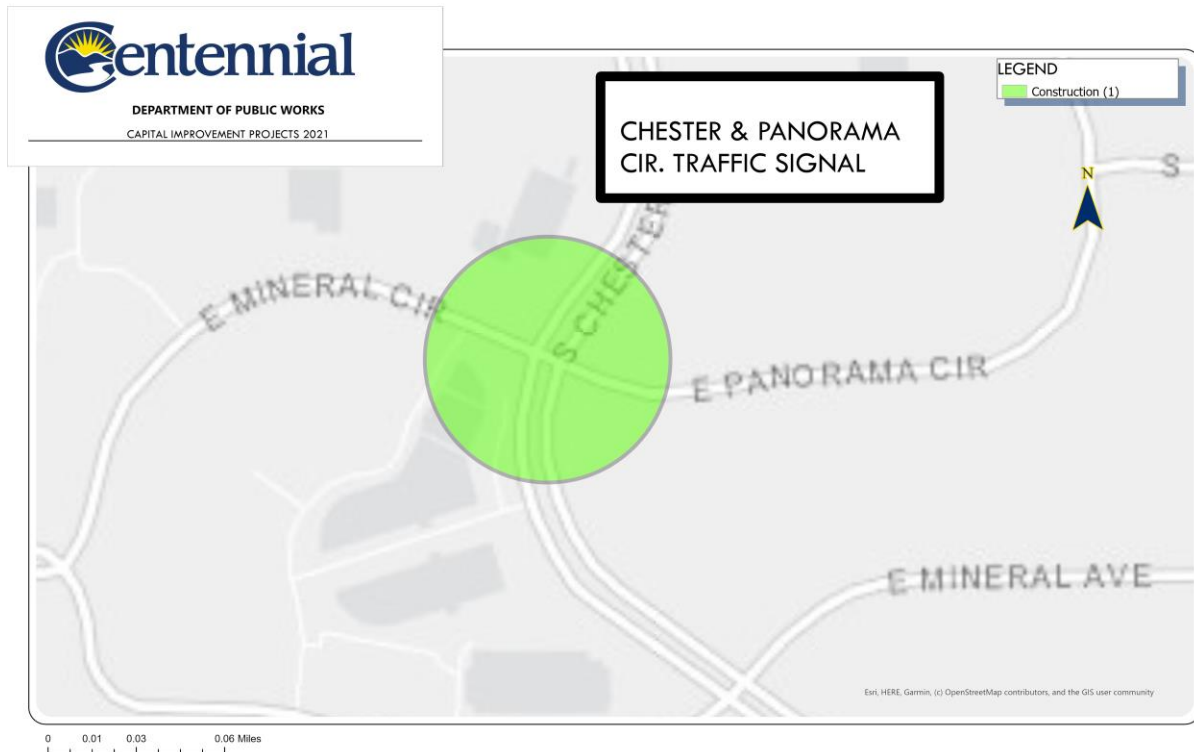 Centennial
DEPARTMENT OF PUBLIC WORKS
CAPITAL IMPROVEMENT PROJECTS 2021
LEGEND
Construction (1)
CHESTER & PANORAMA
CIR. TRAFFIC SIGNAL
N
S
S CHESTER
E MINERAL CIR
E PANORAMA CIR
E MINERAL AVE
Esri, HERE, Garmin, (c) OpenStreetMap contributors, and the GIS user community
0 0.01 0.03 0.06 Miles